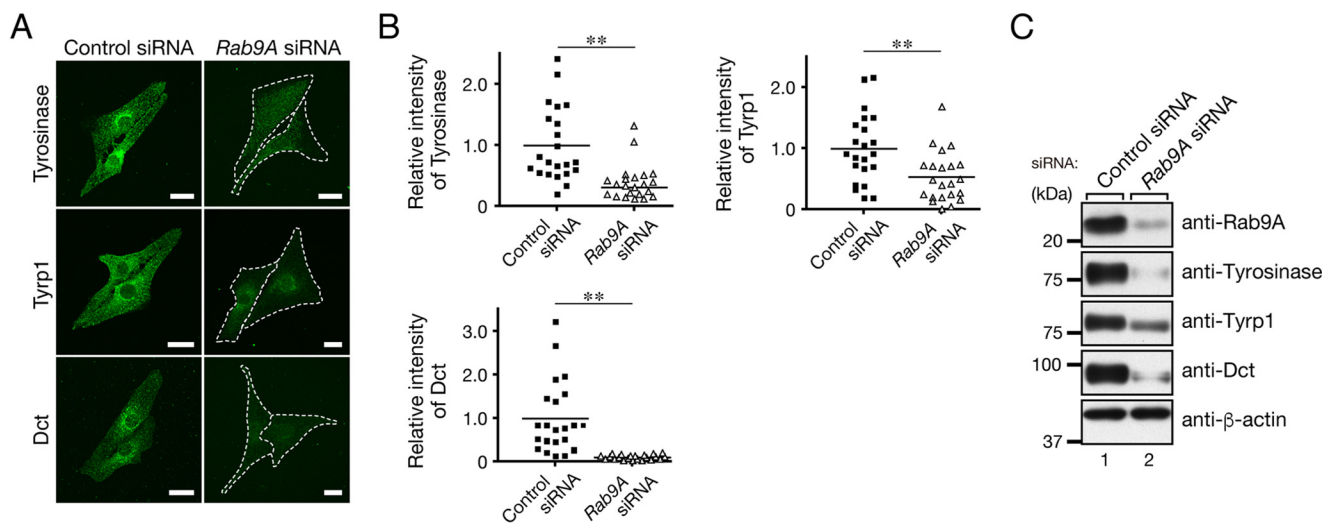 A
Control siRNA
Rab9A siRNA
Tyrosinase
Tyrp1
Dct
B
**
Relative intensity
of Tyrosinase
2.0
1.0
0
Control
siRNA
Rab9A
siRNA
**
Relative intensity
of Tyrp1
2.0
1.0
0
Control
siRNA
Rab9A
siRNA
**
Relative intensity
of Dct
3.0
2.0
1.0
0
Control
siRNA
Rab9A
siRNA
C
siRNA:
Control siRNA
Rab9A siRNA
(kDa)
20
anti-Rab9A
75
anti-Tyrosinase
75
anti-Tyrp1
100
anti-Dct
37
anti-β-actin
1 2